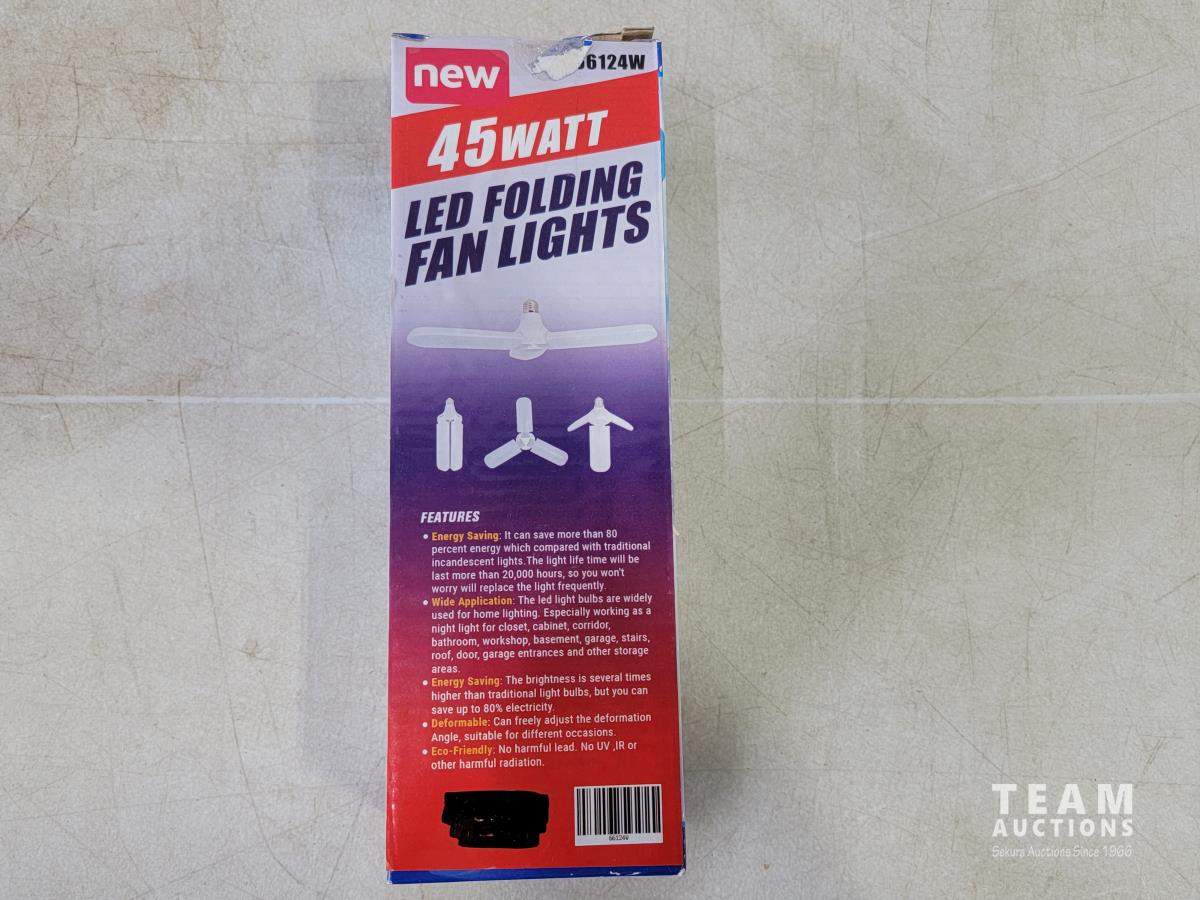 new
45WATT
LED FOLDING
FAN LIGHTS
FEATURES
• Energy Saving: It can save more than 80
percent energy which compared with traditional
incandescent lights.The light life time will be
last more than 20,000 hours, so you won't
worry will replace the light frequently.
• Wide Application: The led light bulbs are widely
used for home lighting. Especially working as a
night light for closet, cabinet, corridor,
bathroom, workshop, basement, garage, stairs,
roof, door, garage entrances and other storage
areas.
• Energy Saving: The brightness is several times
higher than traditional light bulbs, but you can
save up to 80% electricity.
• Deformable: Can freely adjust the deformation
Angle, suitable for different occasions.
• Eco-Friendly: No harmful lead. No UV ,IR or
other harmful radiation.
66124W
TEAM
AUCTIONS
Sekura Auctions Since 1966